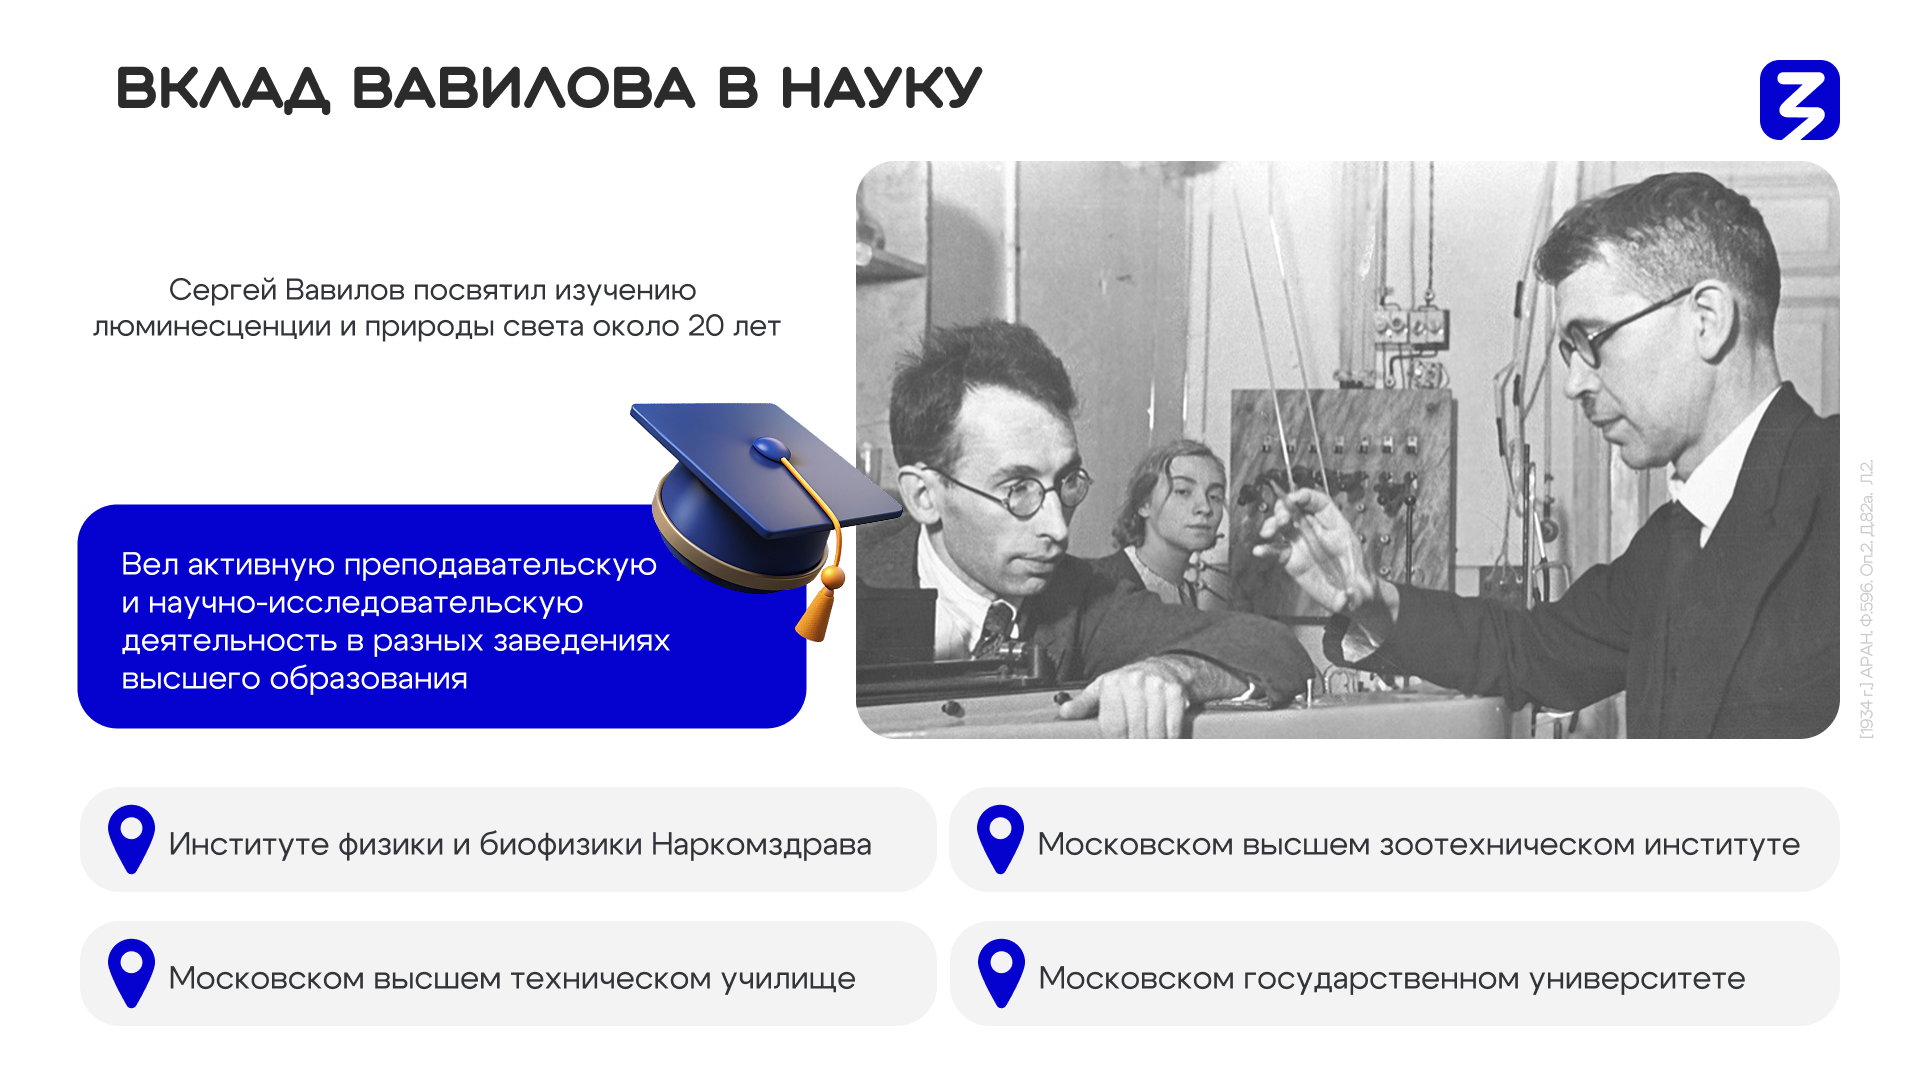 ВКЛАД ВАВИЛОВА В НАУКУ
Сергей Вавилов посвятил изучению
люминесценции и природы света около 20 лет
Вел активную преподавательскую
и научно-исследовательскую
деятельность в разных заведениях
высшего образования
[1934 г.] АРАН. Ф.596. Оп.2. Д.82а. Л.2.
Институте физики и биофизики Наркомздрава
Московском высшем зоотехническом институте
Московском высшем техническом училище
Московском государственном университете